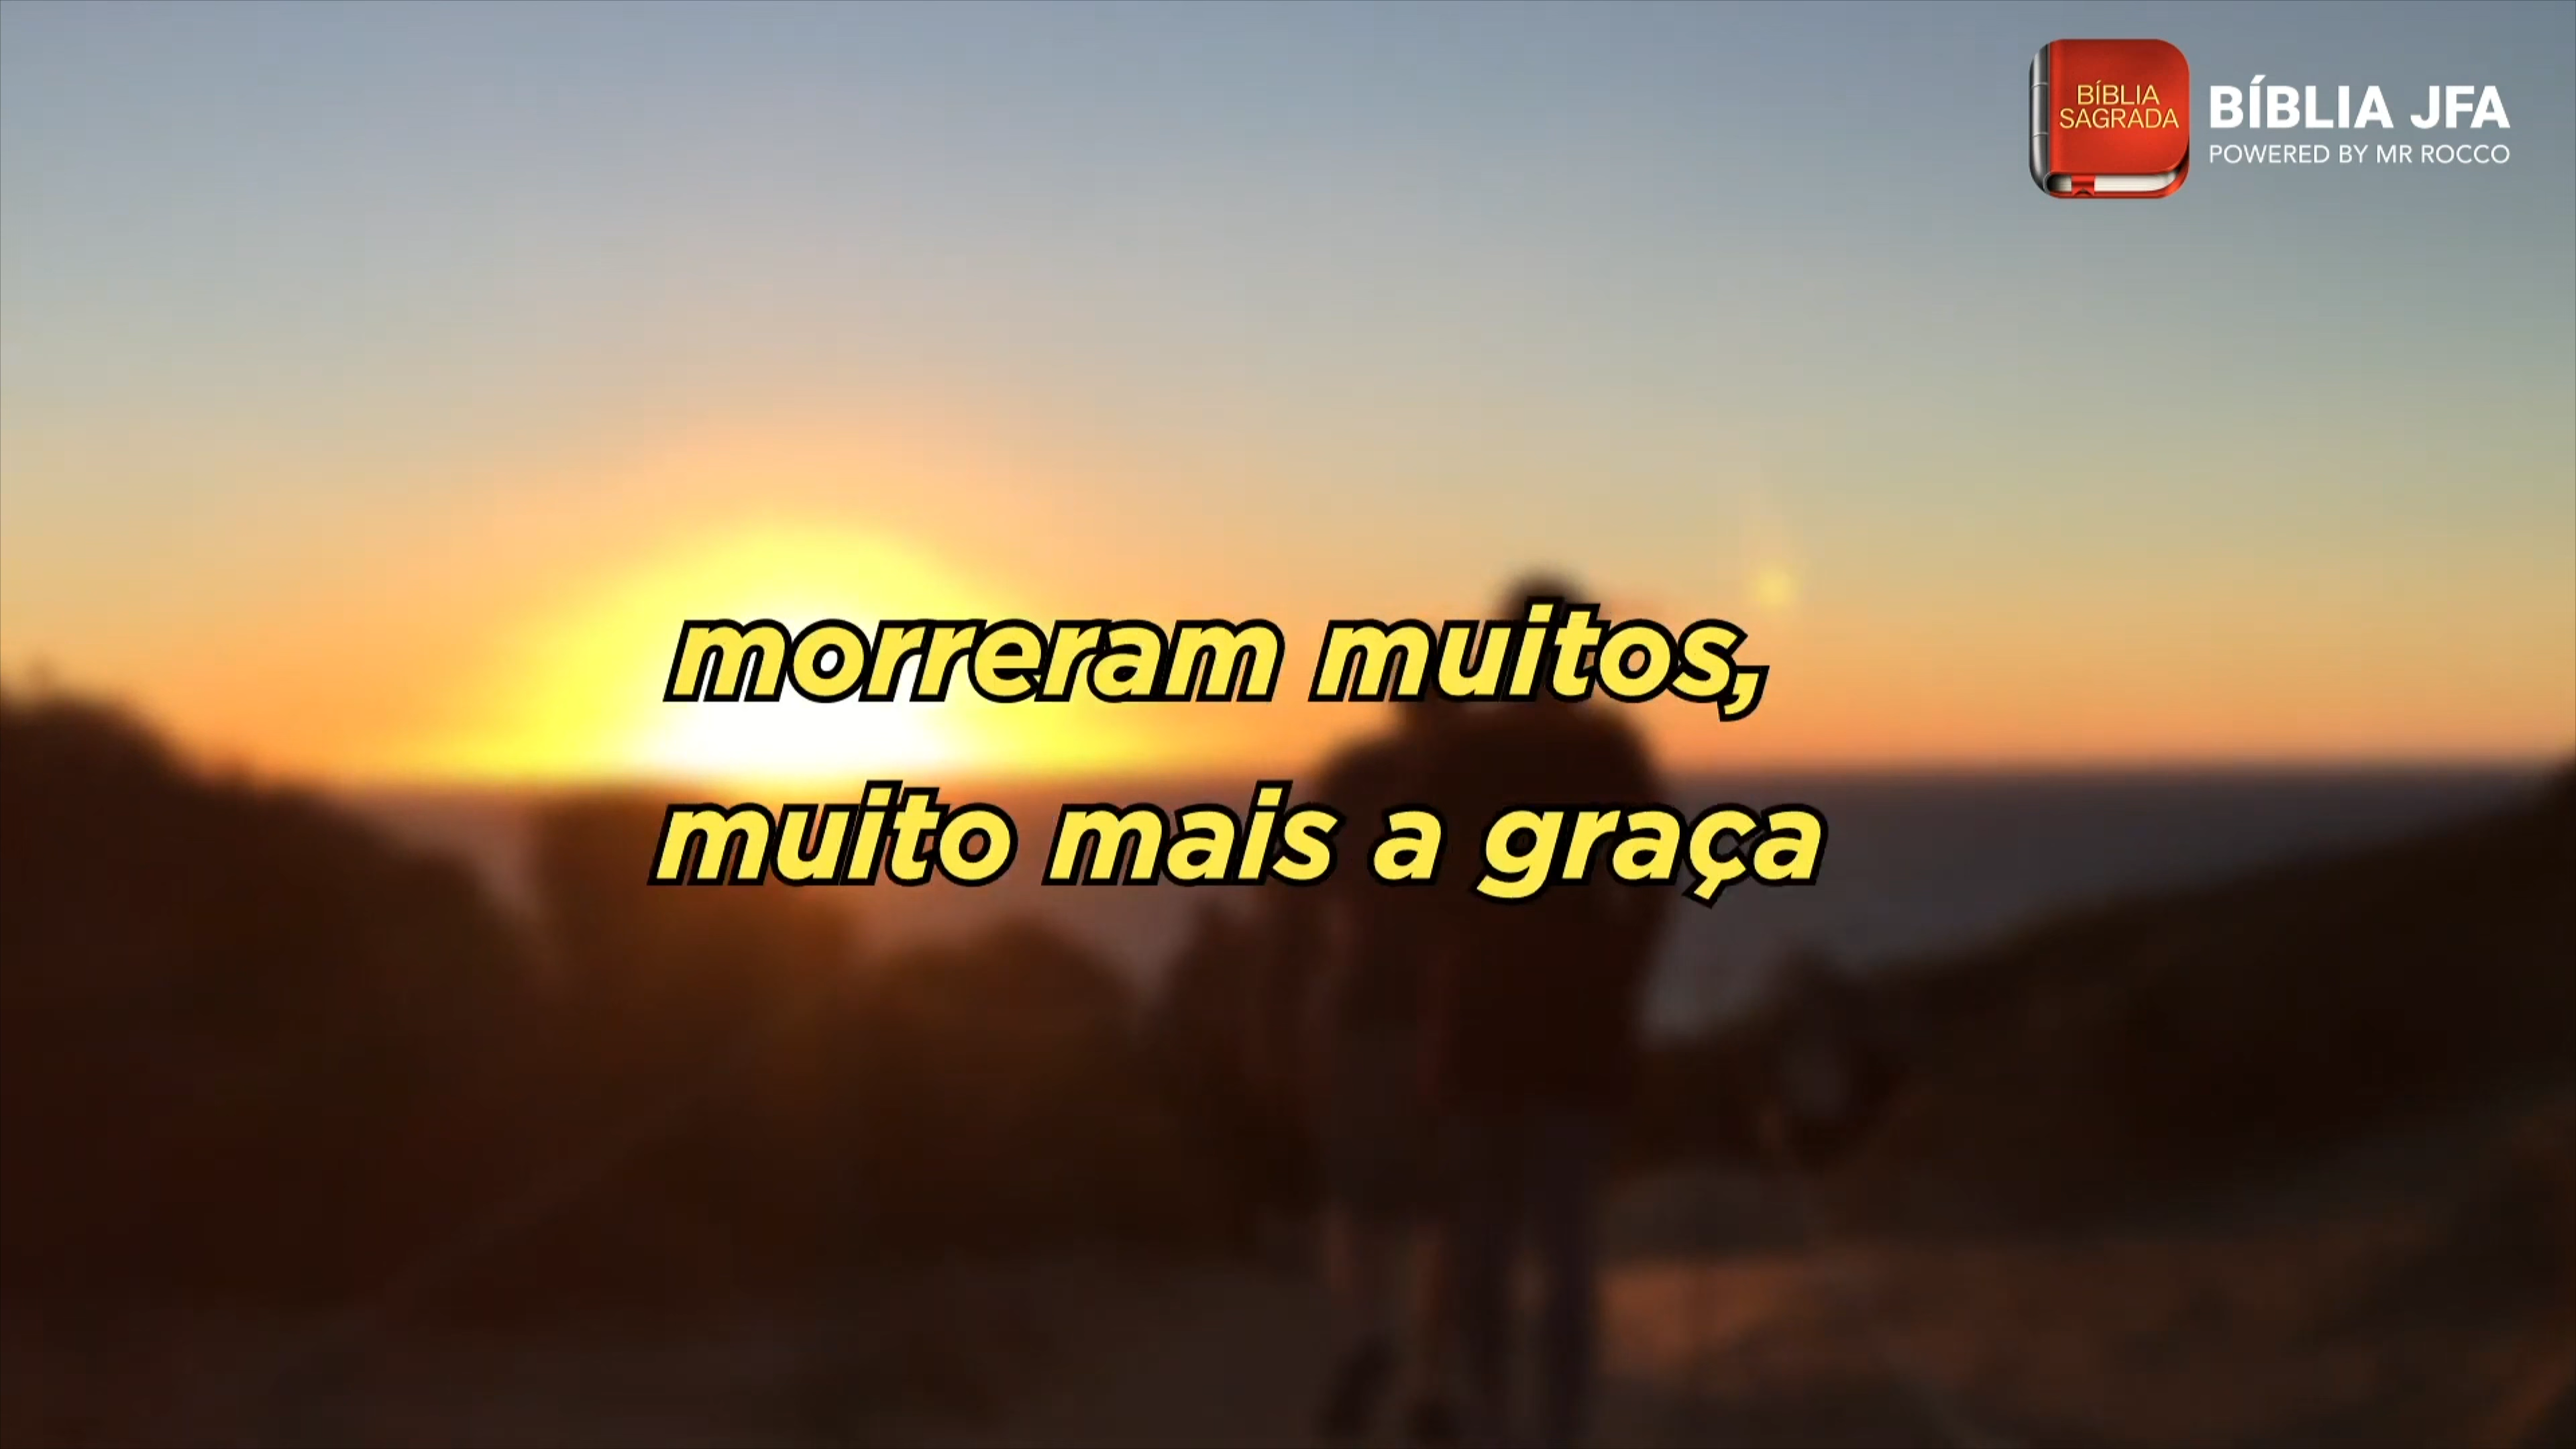 BÍBLIA
SAGRADA
BÍBLIA JFA
POWERED BY MR ROCCO
morreram muitos,
muito mais a graça